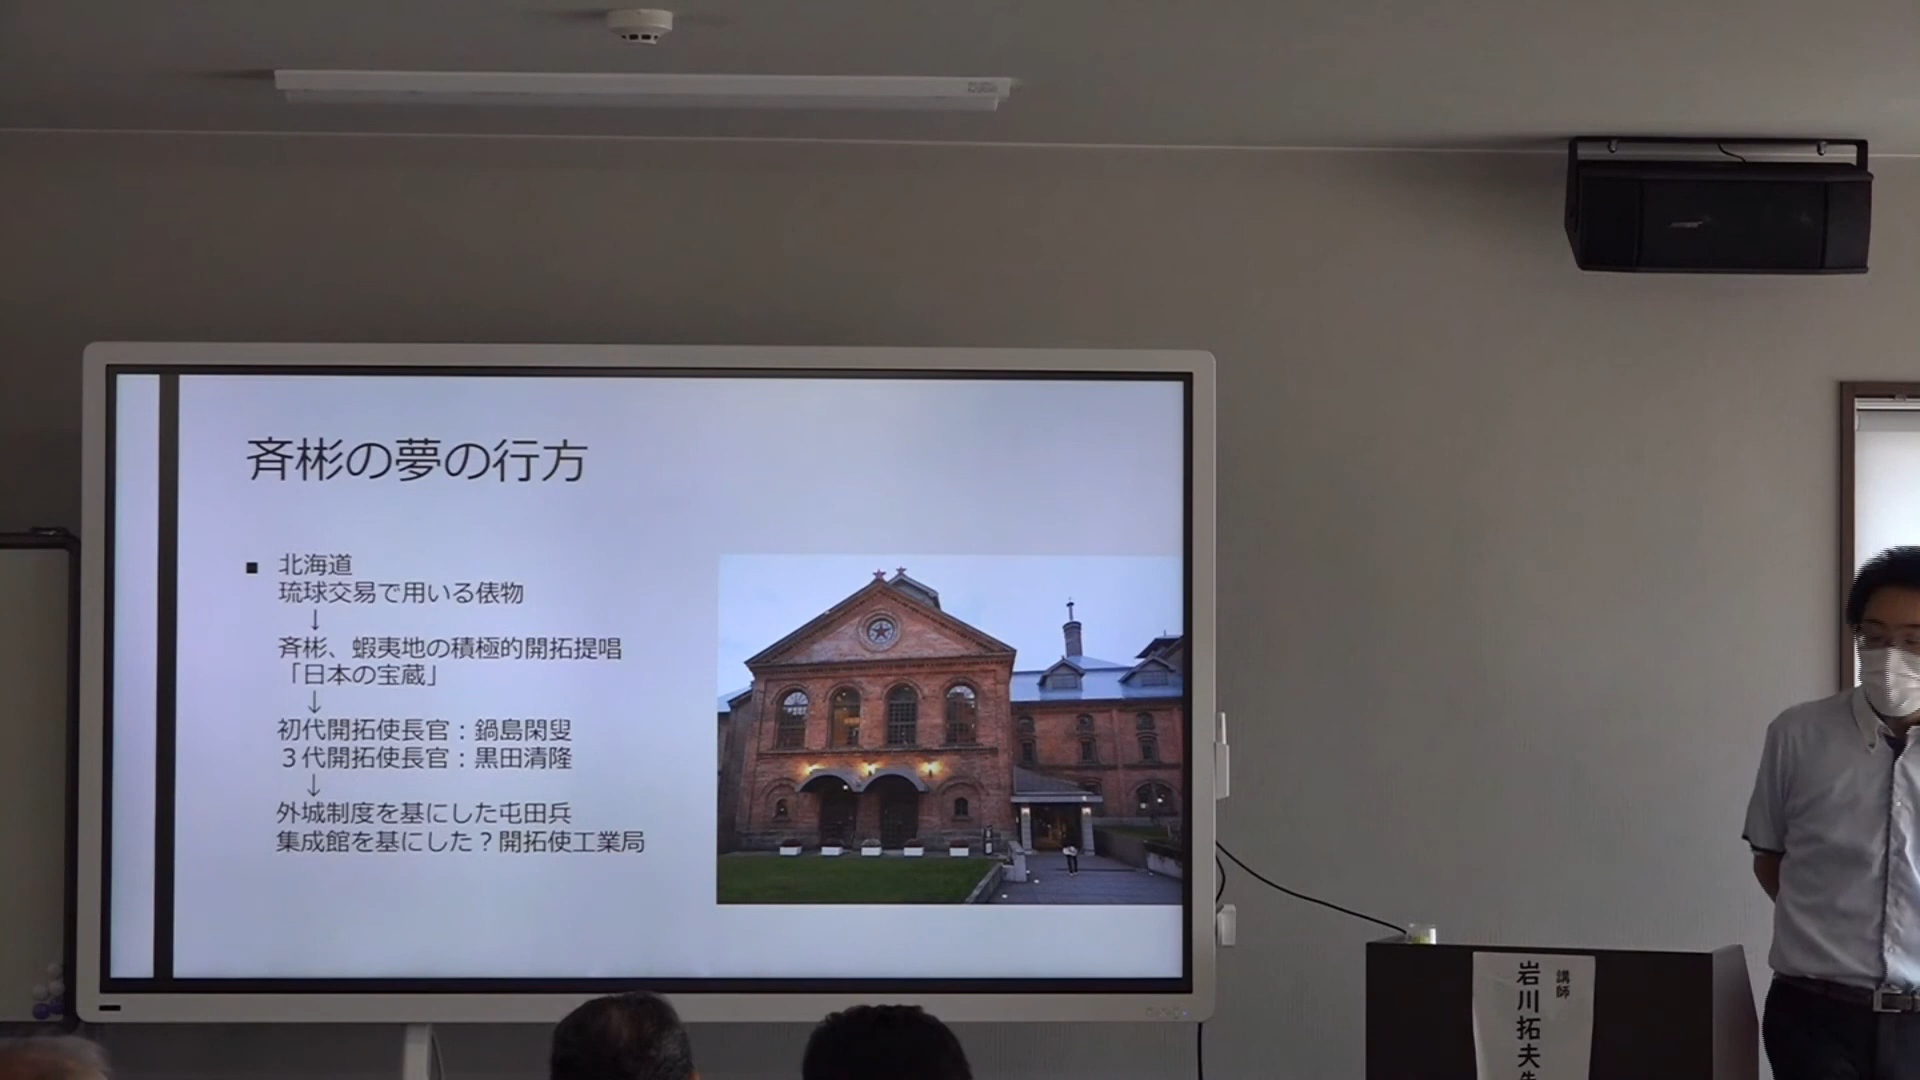 斉彬の夢の行方
■ 北海道
琉球交易で用いる俵物
↓
斉彬、蝦夷地の積極的開拓提唱
「日本の宝蔵」
↓
初代開拓使長官：鍋島閑叟
３代開拓使長官：黒田清隆
↓
外城制度を基にした屯田兵
集成館を基にした？開拓使工業局
講師
岩川拓夫